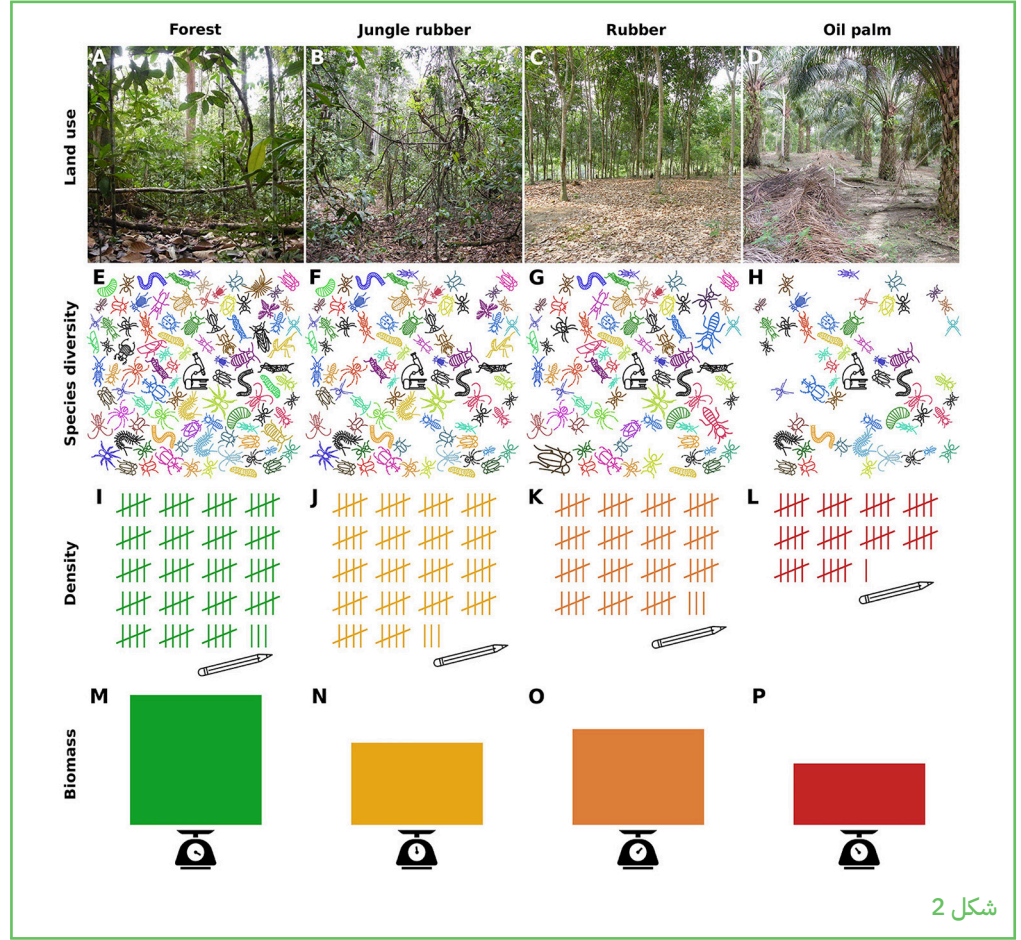 Forest Jungle rubber Rubber Oil palm
Land use
A B C D
Species diversity
E F G H
Density
I J K L
Biomass
M N O P
شكل 2